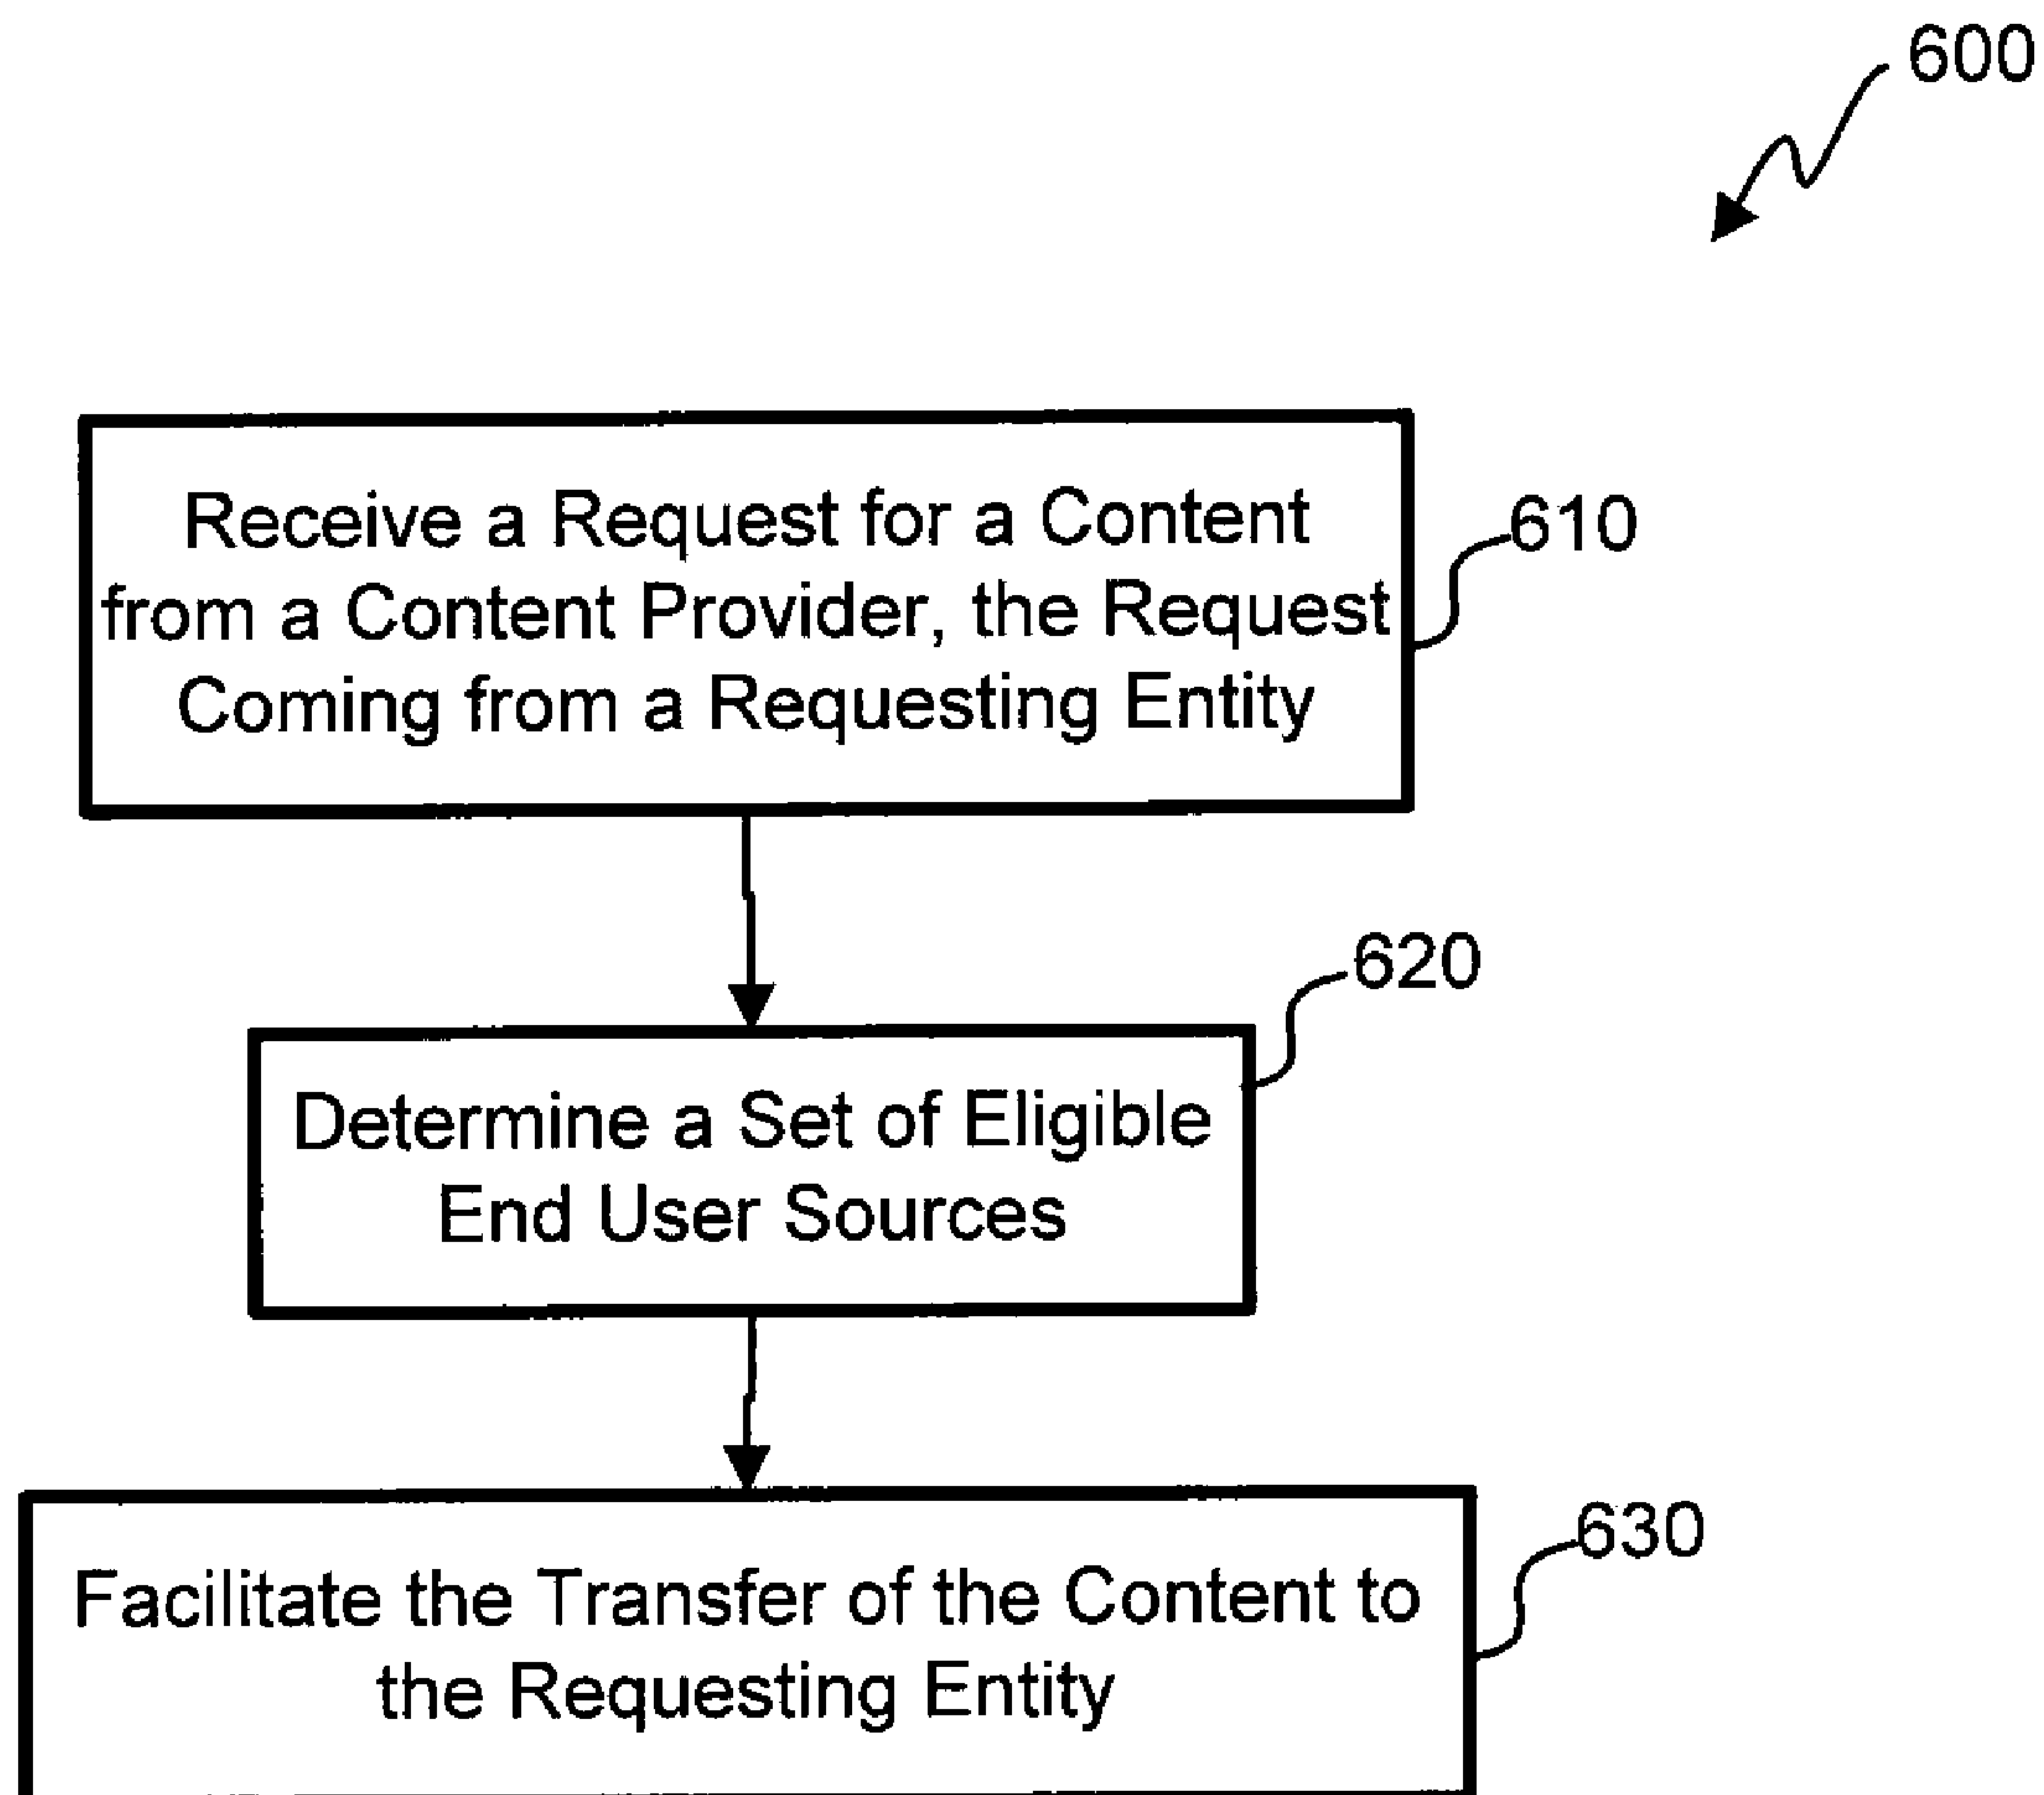 600
Receive a Request for a Content
from a Content Provider, the Request
Coming from a Requesting Entity
610
620
Determine a Set of Eligible
End User Sources
630
Facilitate the Transfer of the Content to
the Requesting Entity